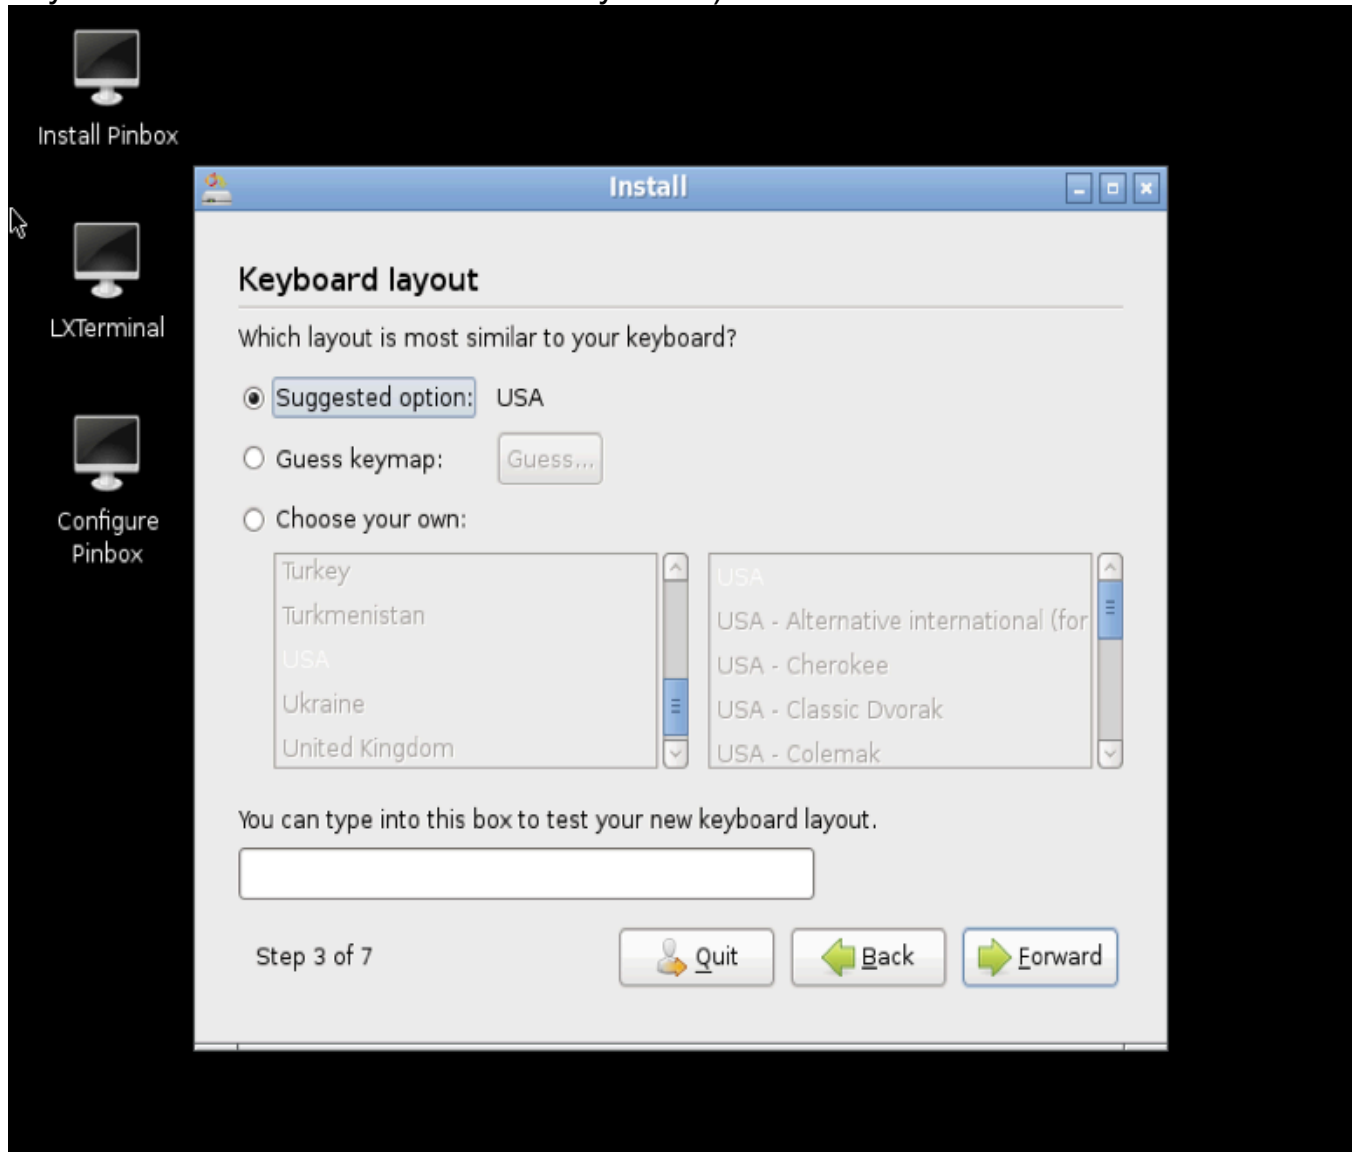 Install Pinbox
Install
LXTerminal
Configure
Pinbox
Keyboard layout
Which layout is most similar to your keyboard?
Suggested option: USA
Guess keymap: Guess...
Choose your own:
Turkey
Turkmenistan
USA
Ukraine
United Kingdom
USA
USA - Alternative international (for
USA - Cherokee
USA - Classic Dvorak
USA - Colemak
You can type into this box to test your new keyboard layout.
Step 3 of 7
Quit
Back
Forward